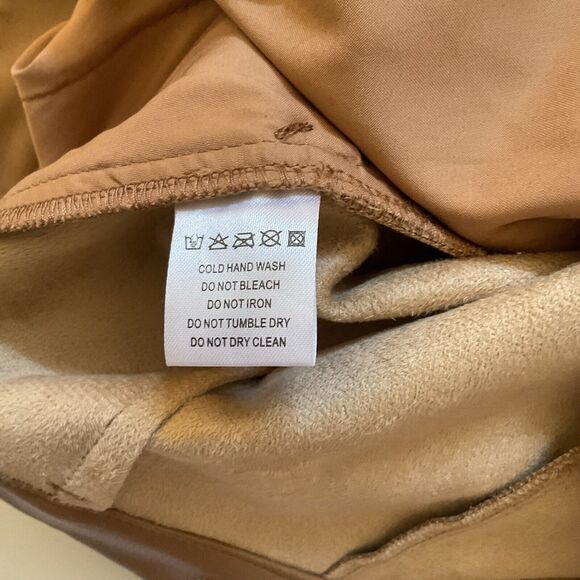 COLD HAND WASH
DO NOT BLEACH
DO NOT IRON
DO NOT TUMBLE DRY
DO NOT DRY CLEAN